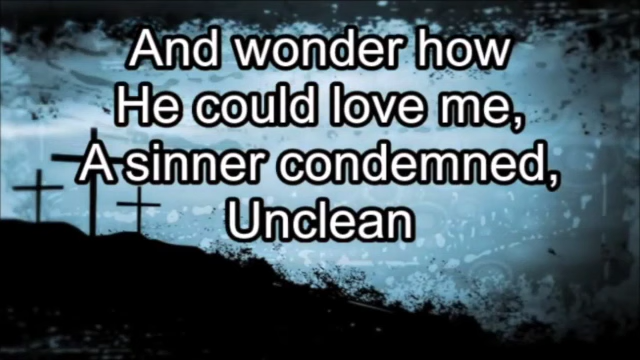 And wonder how
He could love me,
A sinner condemned,
Unclean